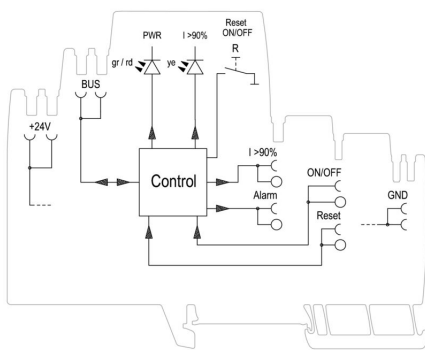 PWR
I >90%
Reset
ON/OFF
R
gr / rd
ye
BUS
+24V
Control
I >90%
Alarm
ON/OFF
Reset
GND